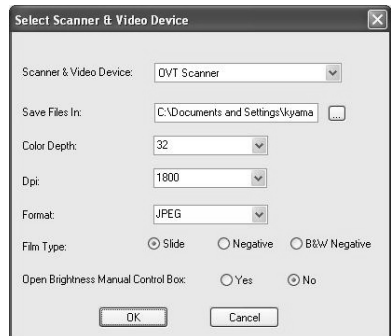 Select Scanner & Video Device
Scanner & Video Device: OVT Scanner
Save Files In: C:\Documents and Settings\kyama ...
Color Depth: 32
Dpi: 1800
Format: JPEG
Film Type: Slide Negative B&W Negative
Open Brightness Manual Control Box: Yes No
OK Cancel